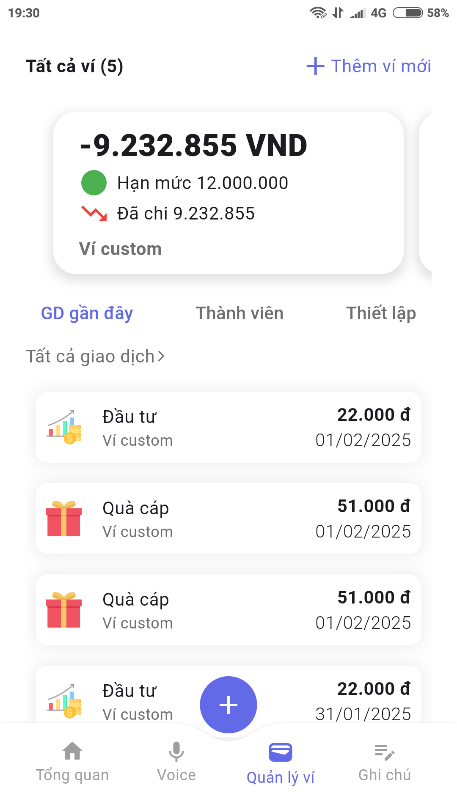 19:30 4G 58%
Tất cả ví (5) Thêm ví mới
-9.232.855 VND
Hạn mức 12.000.000
Đã chi 9.232.855
Ví custom
GD gần đây Thành viên Thiết lập
Tất cả giao dịch
Đầu tư 22.000 đ
Ví custom 01/02/2025
Quà cáp 51.000 đ
Ví custom 01/02/2025
Quà cáp 51.000 đ
Ví custom 01/02/2025
Đầu tư 22.000 đ
Ví custom 31/01/2025
Tổng quan Voice Quản lý ví Ghi chú